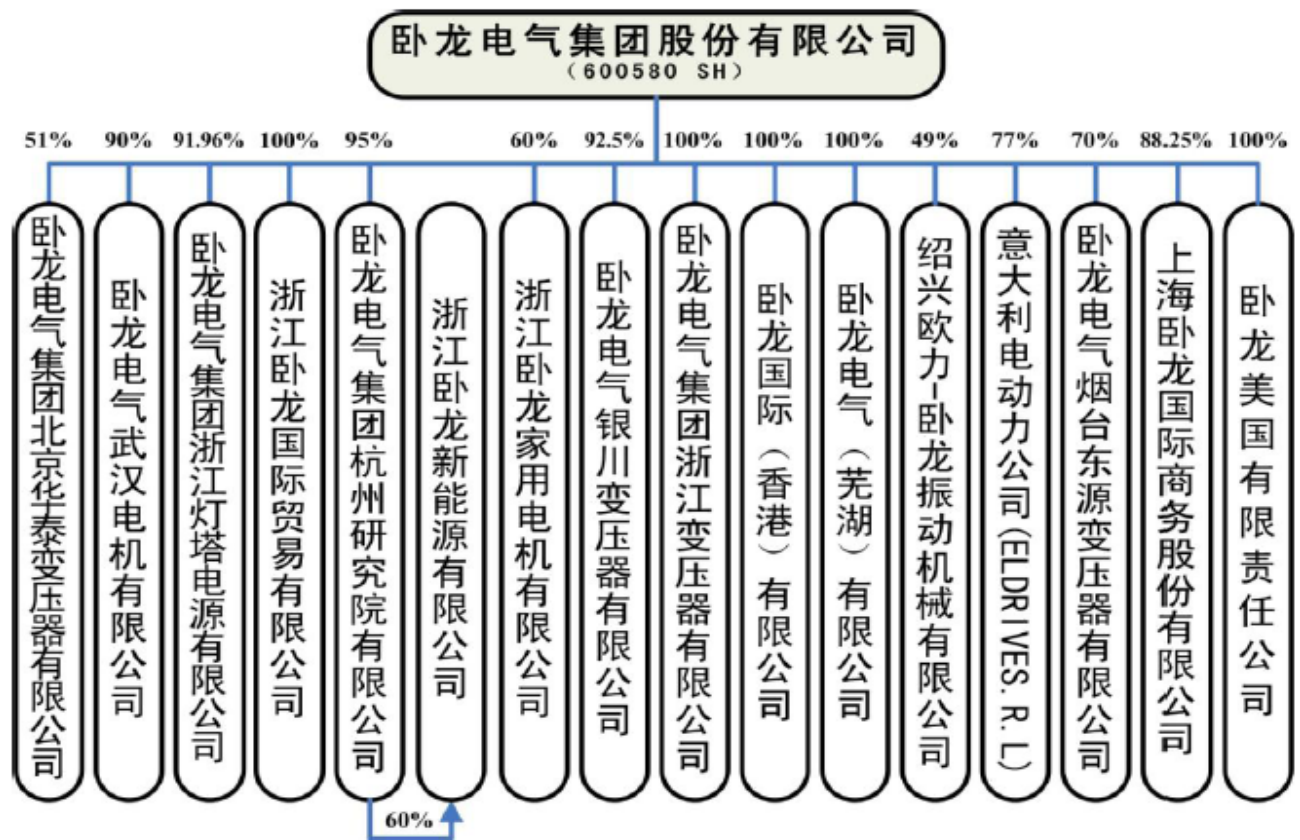 卧龙电气集团股份有限公司
(600580 SH)
51%
90%
91.96%
100%
95%
60%
92.5%
100%
100%
100%
49%
77%
70%
88.25%
100%
卧龙电气集团北京华泰变压器有限公司
卧龙电气武汉电机有限公司
卧龙电气集团浙江灯塔电源有限公司
浙江卧龙国际贸易有限公司
卧龙电气集团杭州研究院有限公司
浙江卧龙新能源有限公司
浙江卧龙家用电机有限公司
卧龙电气银川变压器有限公司
卧龙电气集团浙江变压器有限公司
卧龙国际（香港）有限公司
卧龙电气（芜湖）有限公司
绍兴欧力-卧龙振动机械有限公司
意大利电动力公司(ELDRIVES.R.L)
卧龙电气烟台东源变压器有限公司
上海卧龙国际商务股份有限公司
卧龙美国有限责任公司
60%